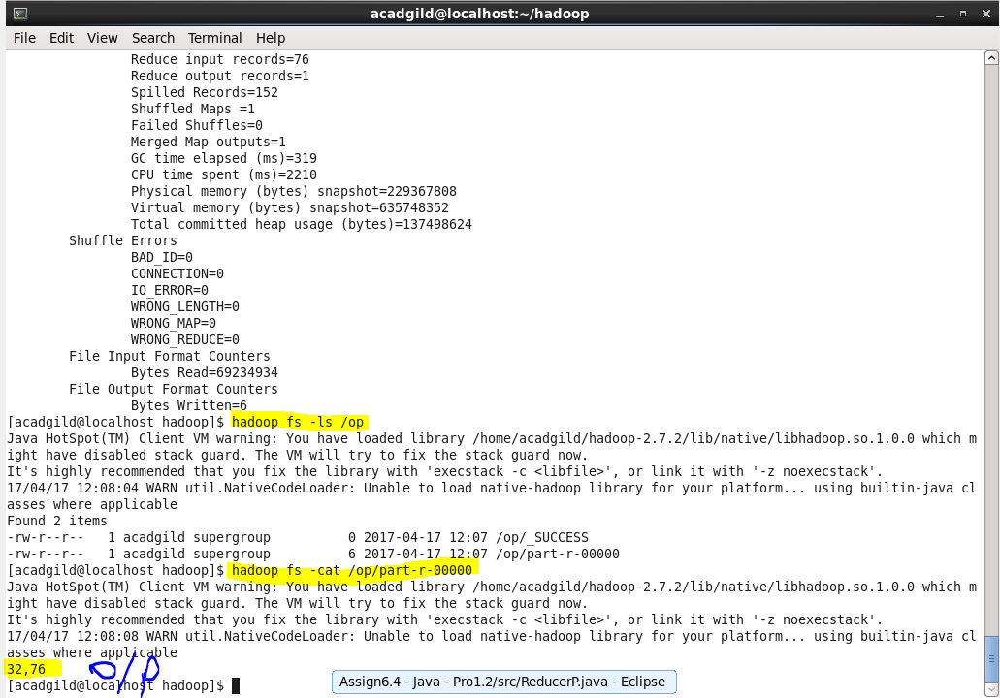 acadgild@localhost:~/hadoop
File Edit View Search Terminal Help
Reduce input records=76
Reduce output records=1
Spilled Records=152
Shuffled Maps =1
Failed Shuffles=0
Merged Map outputs=1
GC time elapsed (ms)=319
CPU time spent (ms)=2210
Physical memory (bytes) snapshot=229367808
Virtual memory (bytes) snapshot=635748352
Total committed heap usage (bytes)=137498624
Shuffle Errors
BAD_ID=0
CONNECTION=0
IO_ERROR=0
WRONG_LENGTH=0
WRONG_MAP=0
WRONG_REDUCE=0
File Input Format Counters
Bytes Read=69234934
File Output Format Counters
Bytes Written=6
[acadgild@localhost hadoop]$ hadoop fs -ls /op
Java HotSpot(TM) Client VM warning: You have loaded library /home/acadgild/hadoop-2.7.2/lib/native/libhadoop.so.1.0.0 which m
ight have disabled stack guard. The VM will try to fix the stack guard now.
It's highly recommended that you fix the library with 'execstack -c <libfile>', or link it with '-z noexecstack'.
17/04/17 12:08:04 WARN util.NativeCodeLoader: Unable to load native-hadoop library for your platform... using builtin-java cl
asses where applicable
Found 2 items
-rw-r--r--   1 acadgild supergroup          0 2017-04-17 12:07 /op/_SUCCESS
-rw-r--r--   1 acadgild supergroup          6 2017-04-17 12:07 /op/part-r-00000
[acadgild@localhost hadoop]$ hadoop fs -cat /op/part-r-00000
Java HotSpot(TM) Client VM warning: You have loaded library /home/acadgild/hadoop-2.7.2/lib/native/libhadoop.so.1.0.0 which m
ight have disabled stack guard. The VM will try to fix the stack guard now.
It's highly recommended that you fix the library with 'execstack -c <libfile>', or link it with '-z noexecstack'.
17/04/17 12:08:08 WARN util.NativeCodeLoader: Unable to load native-hadoop library for your platform... using builtin-java cl
asses where applicable
32,76 o/p
[acadgild@localhost hadoop]$
Assign6.4 - Java - Pro1.2/src/ReducerP.java - Eclipse